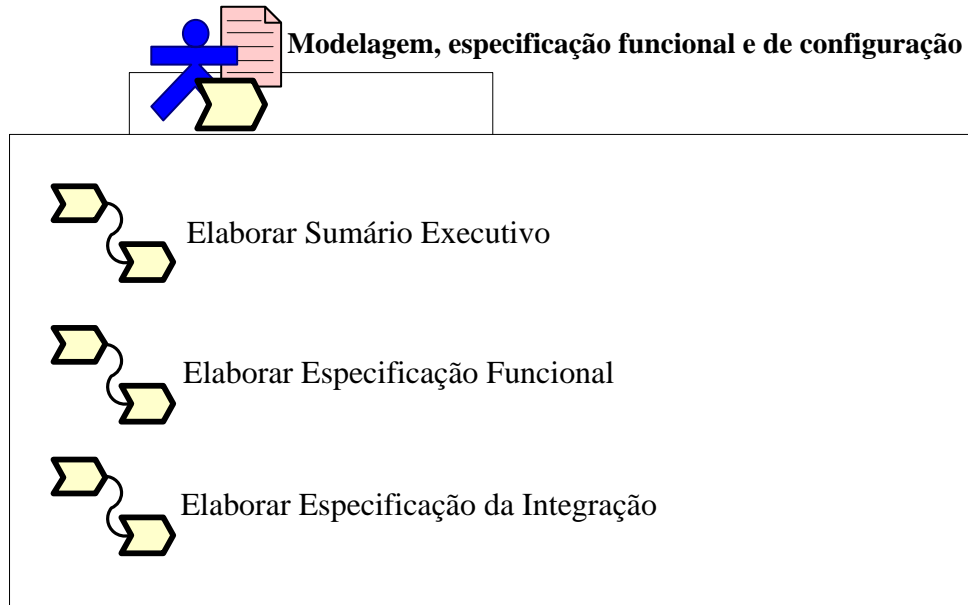 Modelagem, especificação funcional e de configuração
Elaborar Sumário Executivo
Elaborar Especificação Funcional
Elaborar Especificação da Integração